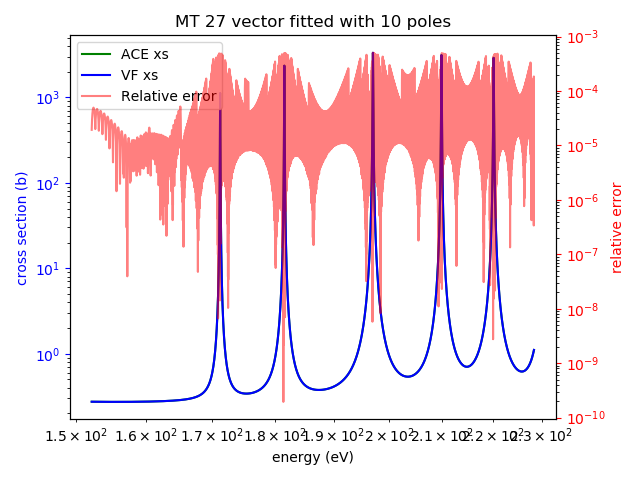 MT 27 vector fitted with 10 poles
ACE xs
VF xs
Relative error
cross section (b)
10³
10²
10¹
10⁰
relative error
10⁻³
10⁻⁴
10⁻⁵
10⁻⁶
10⁻⁷
10⁻⁸
10⁻⁹
10⁻¹⁰
1.5 × 10² 1.6 × 10² 1.7 × 10² 1.8 × 10² 1.9 × 10² 2 × 10² 2.1 × 10² 2.2 × 10² 2.3 × 10²
energy (eV)